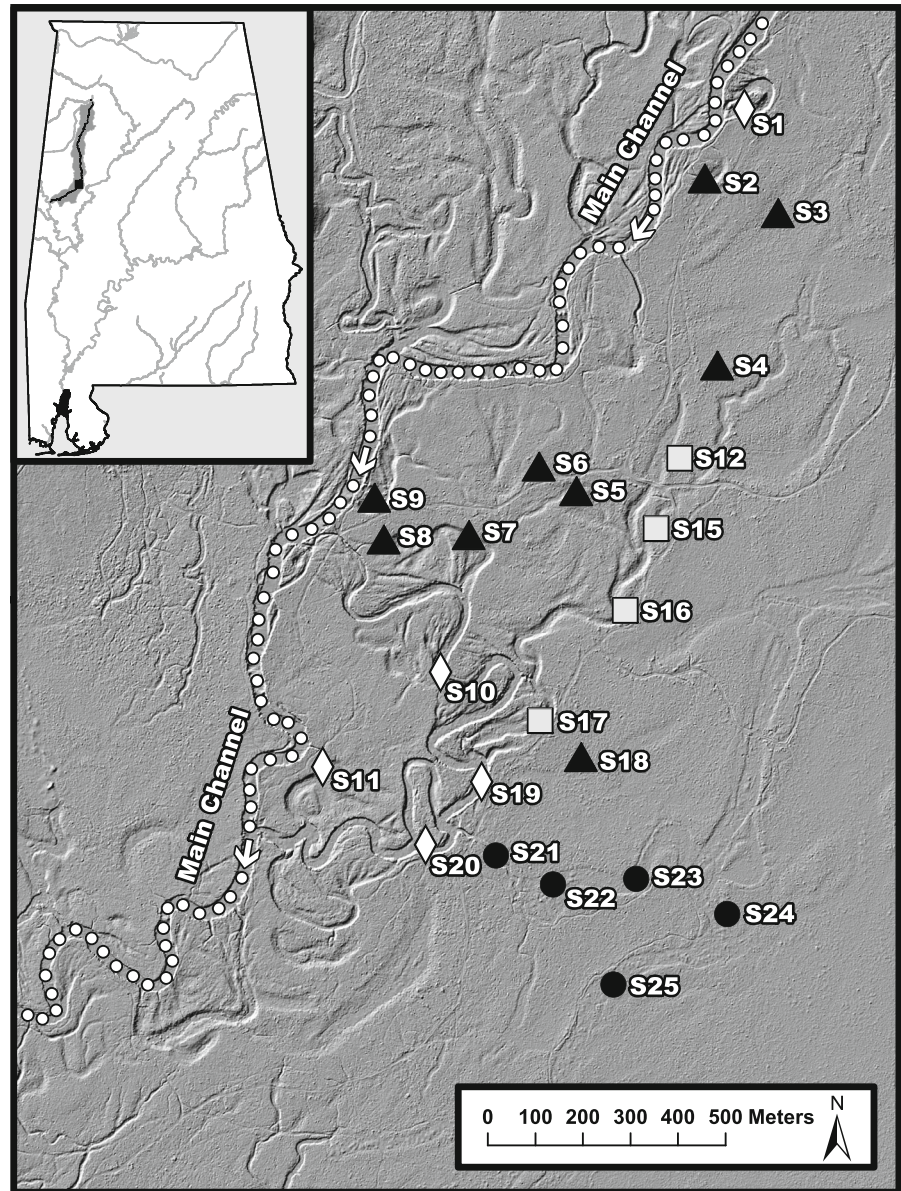 Main Channel
S1
S2
S3
S4
S12
S6
S5
S9
S8
S7
S15
S16
S10
S17
S18
S11
S19
Main Channel
S20
S21
S22
S23
S24
S25
N
0 100 200 300 400 500 Meters